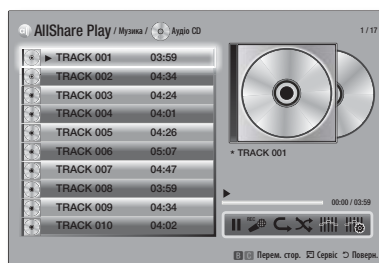 AllShare Play / Музика / Аудіо CD 1 / 17
TRACK 001 03:59
TRACK 002 04:34
TRACK 003 04:24
TRACK 004 04:01
TRACK 005 04:26
TRACK 006 05:07
TRACK 007 04:47
TRACK 008 03:59
TRACK 009 04:34
TRACK 010 04:02
* TRACK 001
00:00 / 03:59
REC
B C Перем. стор. Сервіс Поверн.